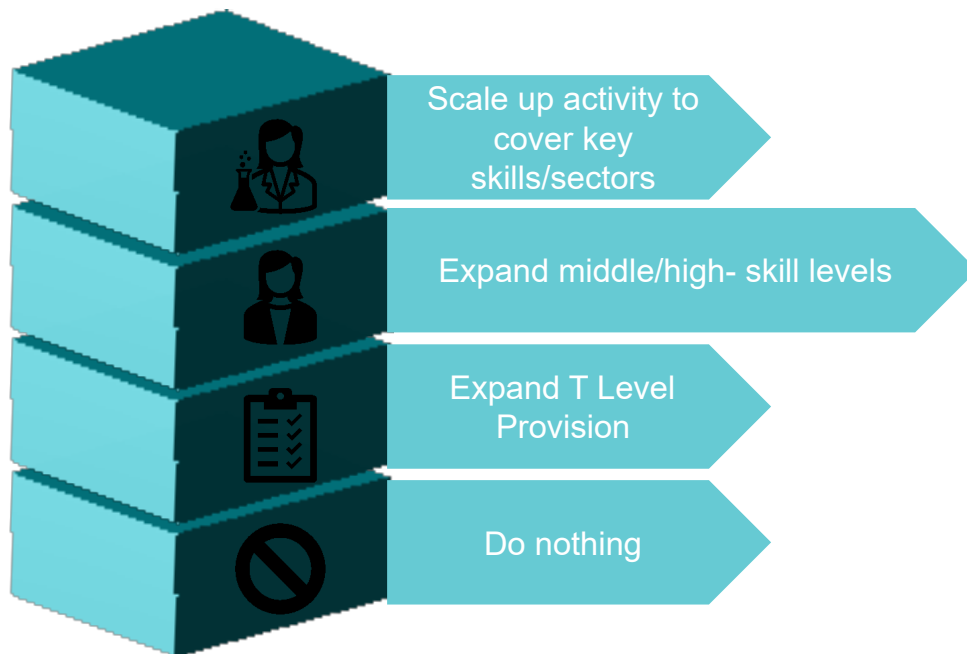 Scale up activity to
cover key
skills/sectors
Expand middle/high- skill levels
Expand T Level
Provision
Do nothing